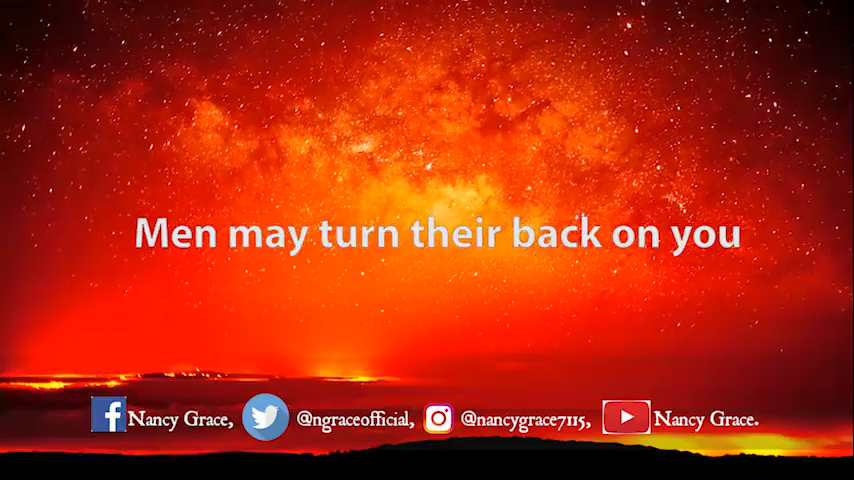 Men may turn their back on you
Nancy Grace, @ngraceofficial, @nancygrace7115, Nancy Grace.